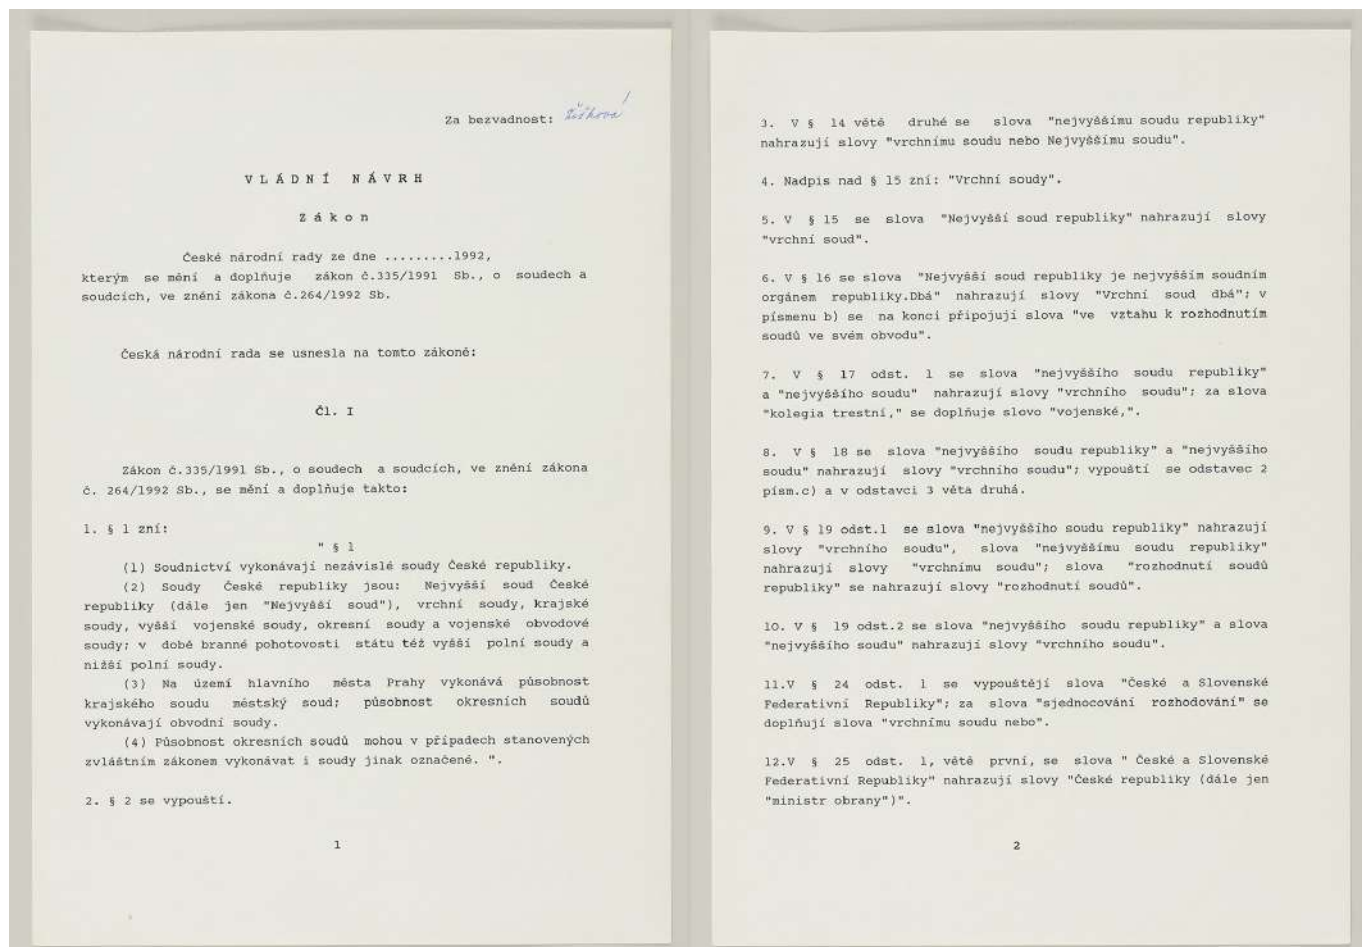 Za bezvadnost:
V L Á D N Í   N Á V R H
Z á k o n
České národní rady ze dne .........1992,
kterým se mění a doplňuje zákon č.335/1991 Sb., o soudech a
soudcích, ve znění zákona č.264/1992 Sb.
Česká národní rada se usnesla na tomto zákoně:
Čl. I
Zákon č.335/1991 Sb., o soudech a soudcích, ve znění zákona
č. 264/1992 Sb., se mění a doplňuje takto:
1. § 1 zní:
" § 1
(1) Soudnictví vykonávají nezávislé soudy České republiky.
(2) Soudy České republiky jsou: Nejvyšší soud České
republiky (dále jen "Nejvyšší soud"), vrchní soudy, krajské
soudy, vyšší vojenské soudy, okresní soudy a vojenské obvodové
soudy; v době branné pohotovosti státu též vyšší polní soudy a
nižší polní soudy.
(3) Na území hlavního města Prahy vykonává působnost
krajského soudu městský soud; působnost okresních soudů
vykonávají obvodní soudy.
(4) Působnost okresních soudů mohou v případech stanovených
zvláštním zákonem vykonávat i soudy jinak označené. ".
2. § 2 se vypouští.
1
3. V § 14 větě druhé se slova "nejvyššímu soudu republiky"
nahrazují slovy "vrchnímu soudu nebo Nejvyššímu soudu".
4. Nadpis nad § 15 zní: "Vrchní soudy".
5. V § 15 se slova "Nejvyšší soud republiky" nahrazují slovy
"vrchní soud".
6. V § 16 se slova "Nejvyšší soud republiky je nejvyšším soudním
orgánem republiky.Dbá" nahrazují slovy "Vrchní soud dbá"; v
písmenu b) se na konci připojují slova "ve vztahu k rozhodnutím
soudů ve svém obvodu".
7. V § 17 odst. 1 se slova "nejvyššího soudu republiky"
a "nejvyššího soudu" nahrazují slovy "vrchního soudu"; za slova
"kolegia trestní," se doplňuje slovo "vojenské,".
8. V § 18 se slova "nejvyššího soudu republiky" a "nejvyššího
soudu" nahrazují slovy "vrchního soudu"; vypouští se odstavec 2
písm.c) a v odstavci 3 věta druhá.
9. V § 19 odst.1 se slova "nejvyššího soudu republiky" nahrazují
slovy "vrchního soudu", slova "nejvyššímu soudu republiky"
nahrazují slovy "vrchnímu soudu"; slova "rozhodnutí soudů
republiky" se nahrazují slovy "rozhodnutí soudů".
10. V § 19 odst.2 se slova "nejvyššího soudu republiky" a slova
"nejvyššího soudu" nahrazují slovy "vrchního soudu".
11.V § 24 odst. 1 se vypouštějí slova "České a Slovenské
Federativní Republiky"; za slova "sjednocování rozhodování" se
doplňují slova "vrchnímu soudu nebo".
12.V § 25 odst. 1, větě první, se slova " České a Slovenské
Federativní Republiky" nahrazují slovy "České republiky (dále jen
"ministr obrany")".
2